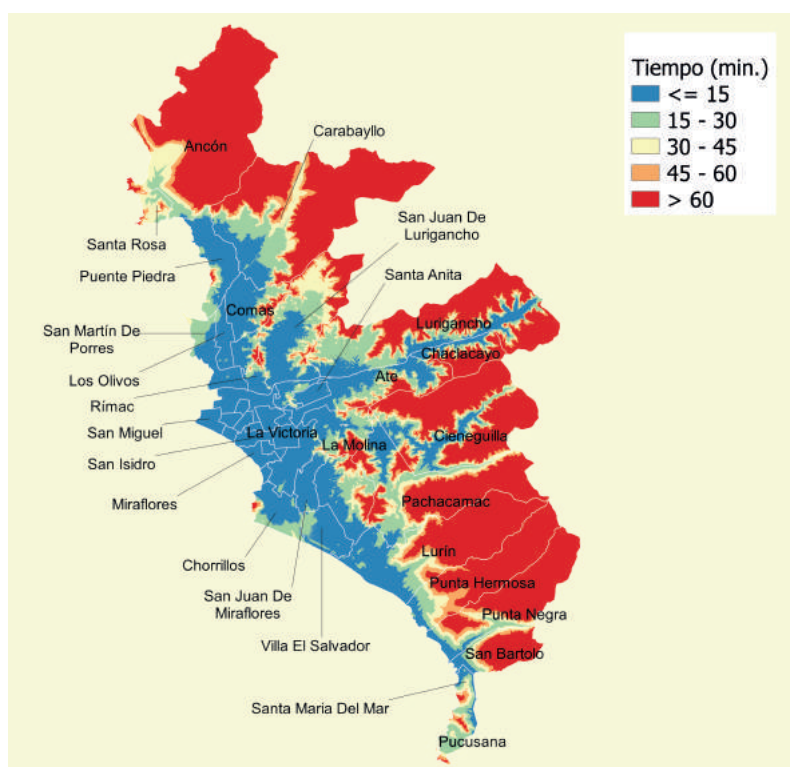 Tiempo (min.)
<= 15
15 - 30
30 - 45
45 - 60
> 60
Ancón
Carabayllo
San Juan De
Lurigancho
Santa Rosa
Santa Anita
Puente Piedra
Comas
Lurigancho
San Martín De
Porres
Chaclacayo
Los Olivos
Ate
Rímac
San Miguel
La Victoria
La Molina
Cieneguilla
San Isidro
Miraflores
Pachacamac
Lurín
Chorrillos
Punta Hermosa
San Juan De
Miraflores
Punta Negra
Villa El Salvador
San Bartolo
Santa Maria Del Mar
Pucusana